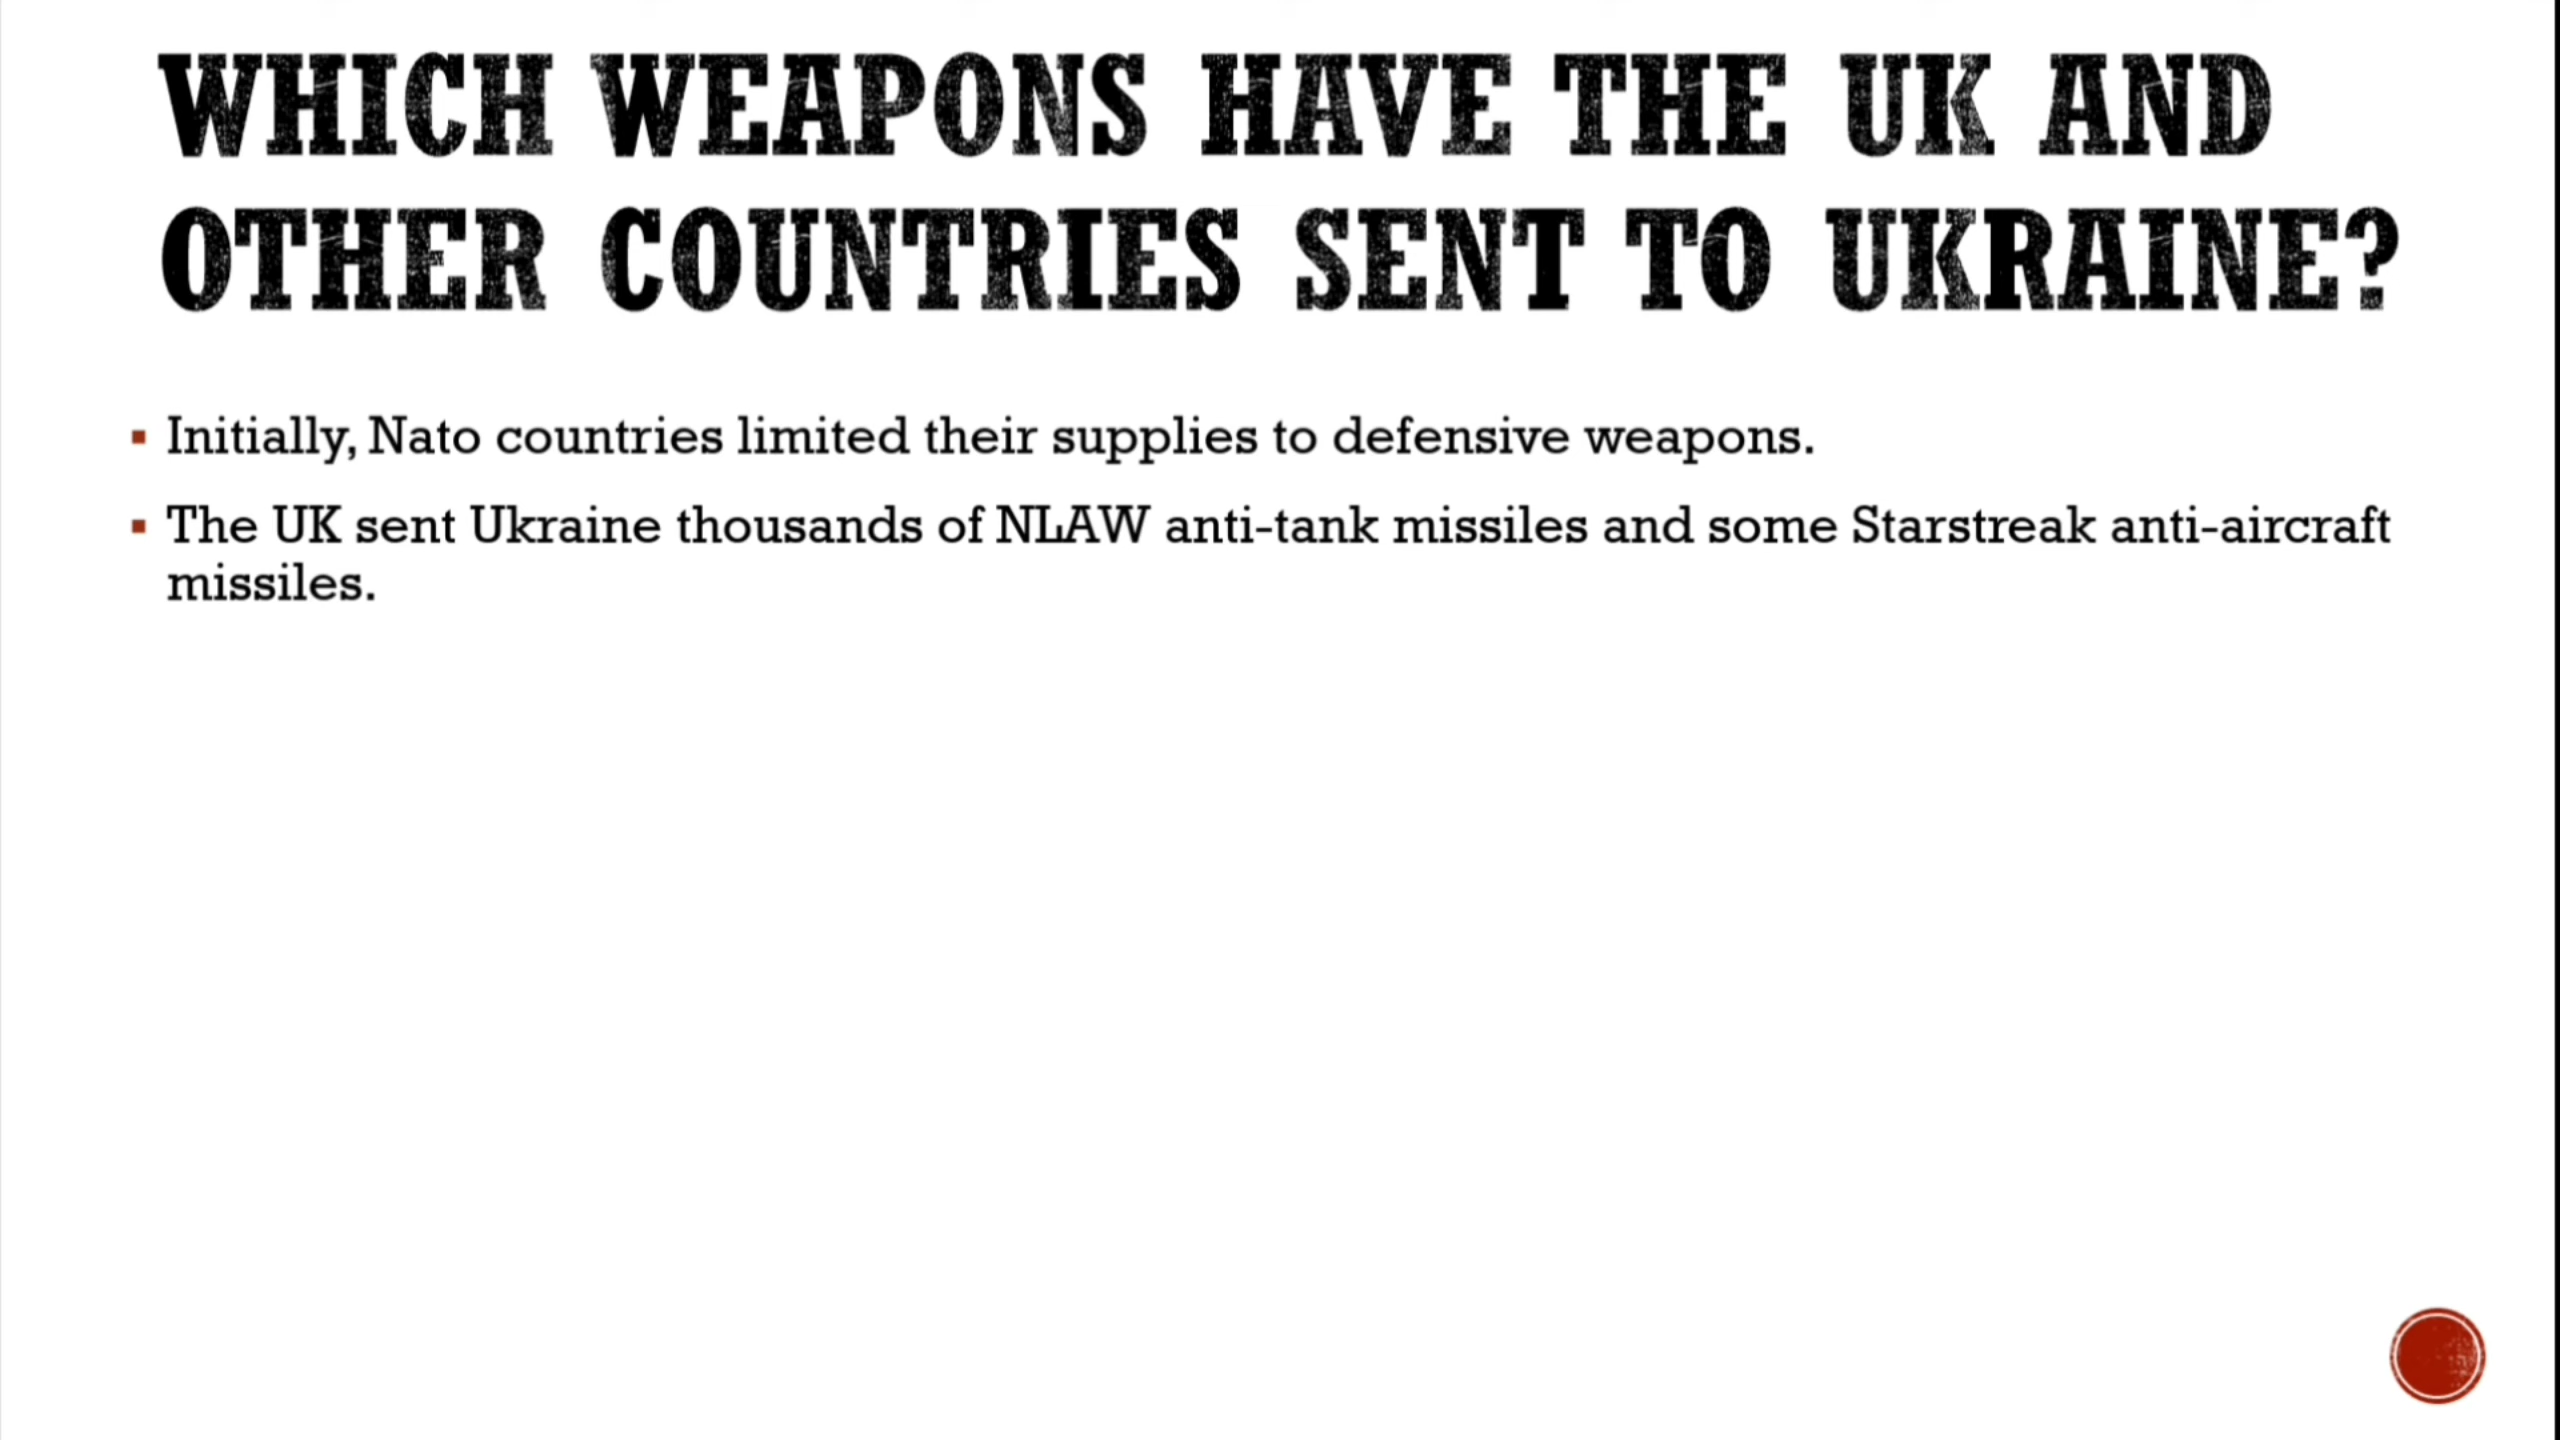 WHICH WEAPONS HAVE THE UK AND
OTHER COUNTRIES SENT TO UKRAINE?
▪ Initially, Nato countries limited their supplies to defensive weapons.
▪ The UK sent Ukraine thousands of NLAW anti-tank missiles and some Starstreak anti-aircraft
missiles.